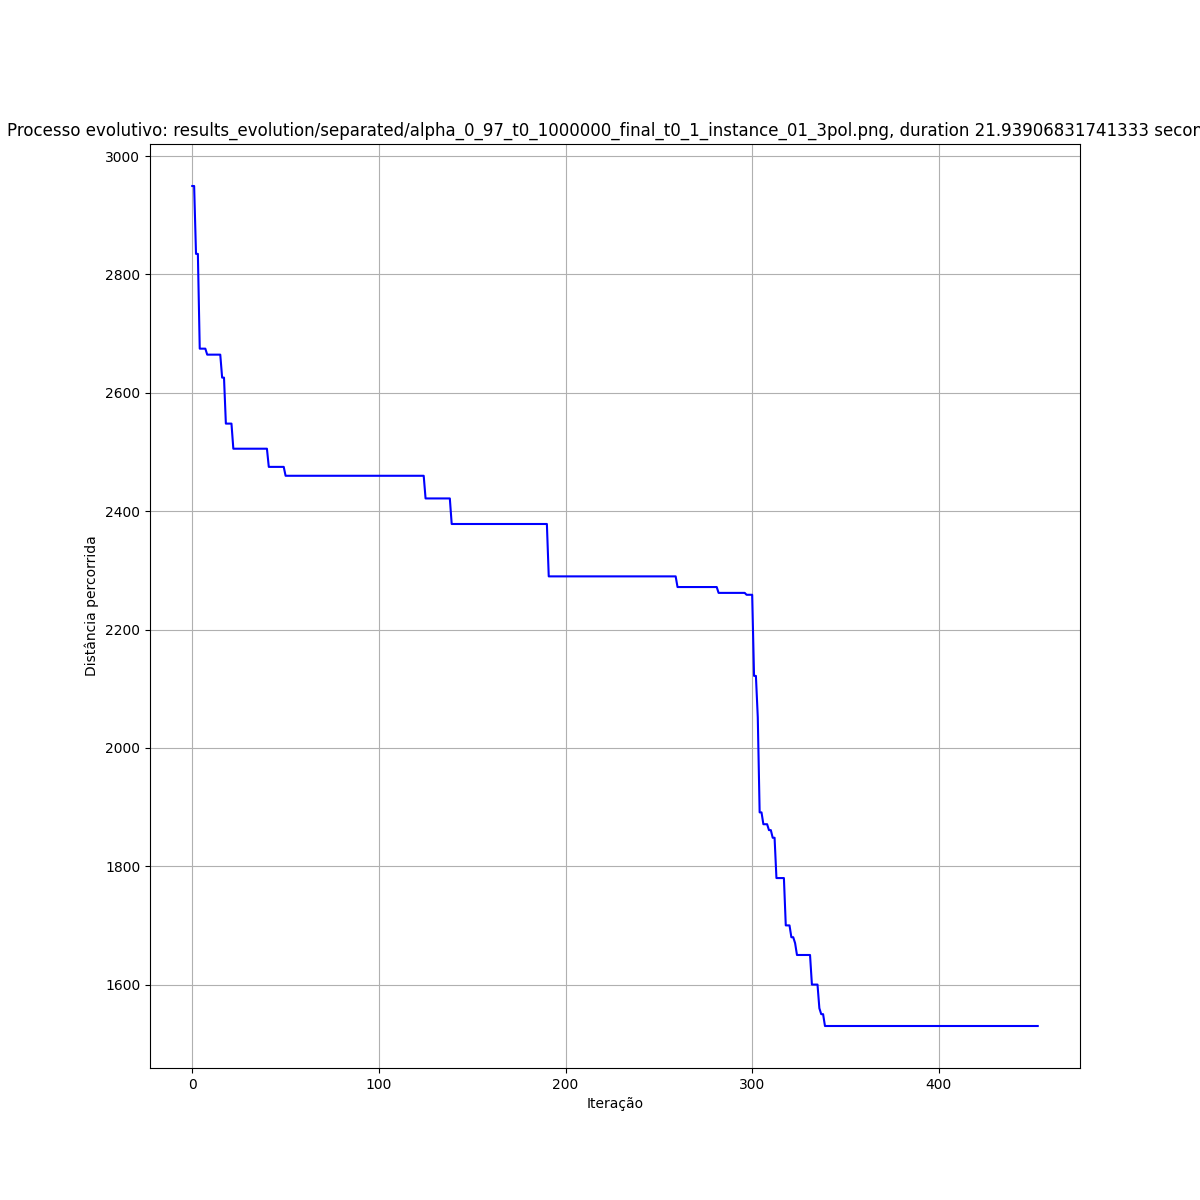 Processo evolutivo: results_evolution/separated/alpha_0_97_t0_1000000_final_t0_1_instance_01_3pol.png, duration 21.93906831741333 secon
3000
2800
2600
2400
2200
2000
1800
1600
Distância percorrida
0 100 200 300 400
Iteração